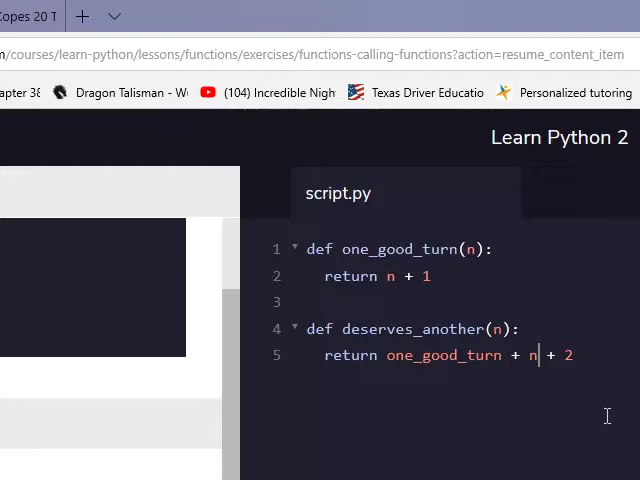 Copes 20 T
m/courses/learn-python/lessons/functions/exercises/functions-calling-functions?action=resume_content_item
apter 38
Dragon Talisman - W
(104) Incredible Nigh
Texas Driver Educatio
Personalized tutoring
Learn Python 2
script.py
1 def one_good_turn(n):
2 return n + 1
3
4 def deserves_another(n):
5 return one_good_turn + n + 2